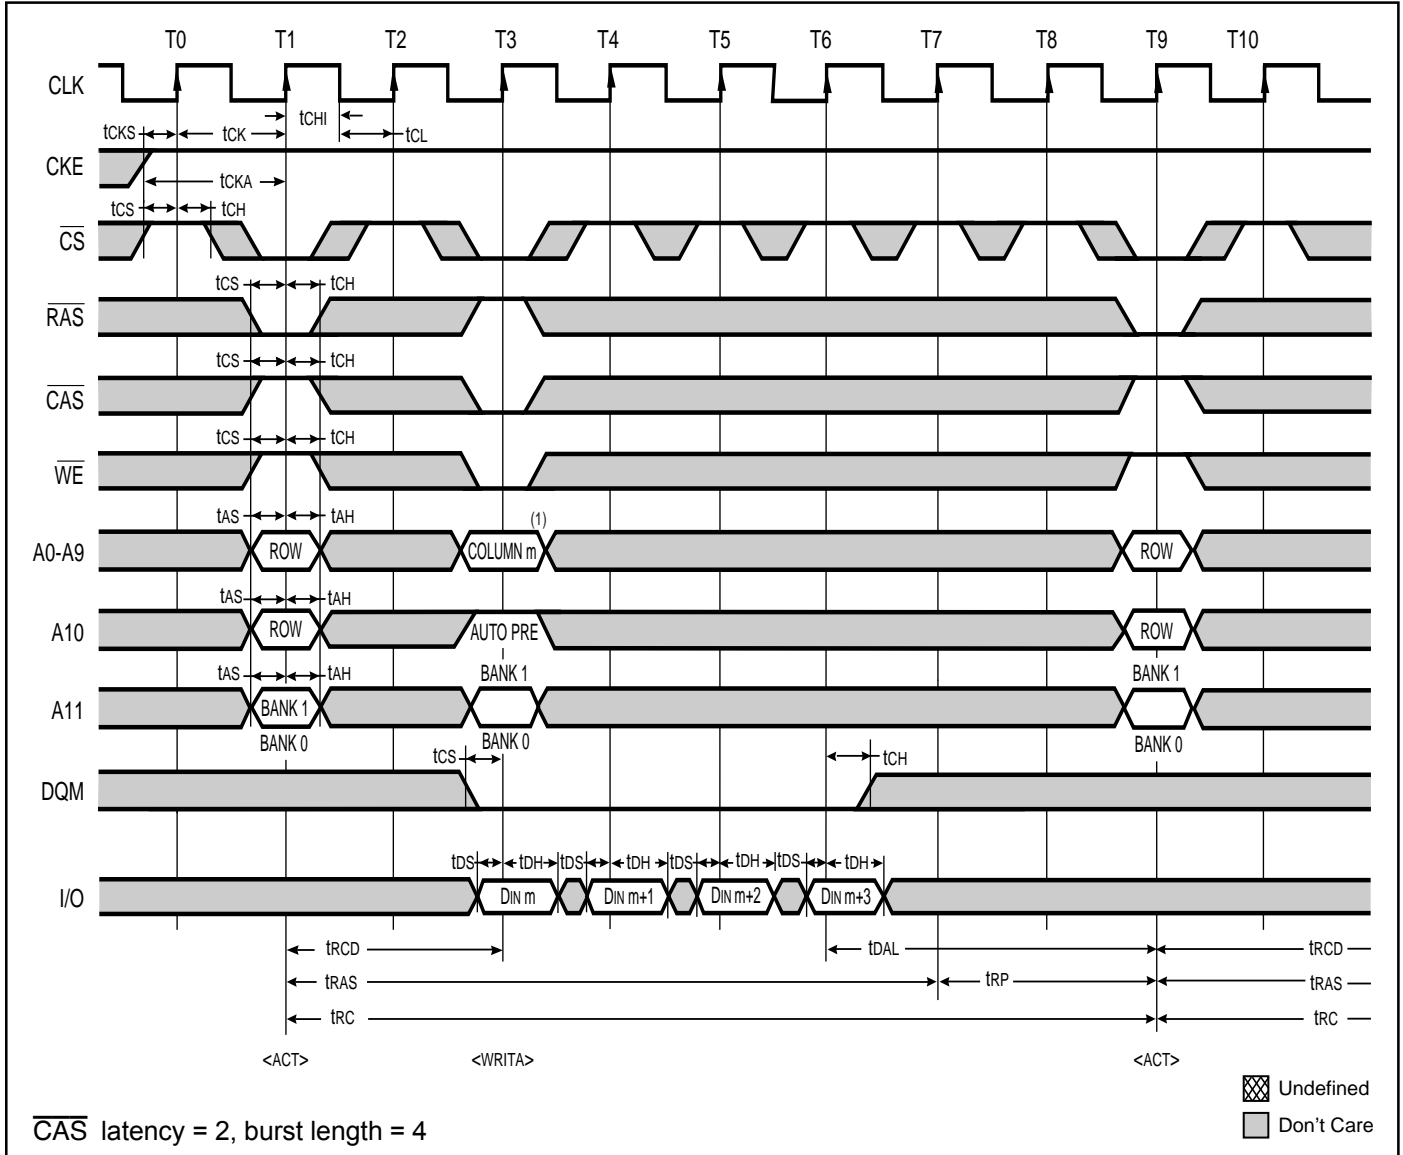 T0 T1 T2 T3 T4 T5 T6 T7 T8 T9 T10
CLK
tCHI
tCKS tCK tCL
CKE
tCKA
tCS tCH
CS
tCS tCH
RAS
tCS tCH
CAS
tCS tCH
WE
tAS tAH (1)
A0-A9 ROW COLUMN m ROW
tAS tAH
A10 ROW AUTO PRE ROW
tAS tAH BANK 1 BANK 1
A11 BANK 1
BANK 0 BANK 0 BANK 0
tCS tCH
DQM
tDS tDH tDS tDH tDS tDH tDS tDH
I/O DIN m DIN m+1 DIN m+2 DIN m+3
tRCD tDAL tRCD
tRAS tRP tRAS
tRC tRC
<ACT> <WRITA> <ACT>
Undefined
Don't Care
CAS latency = 2, burst length = 4